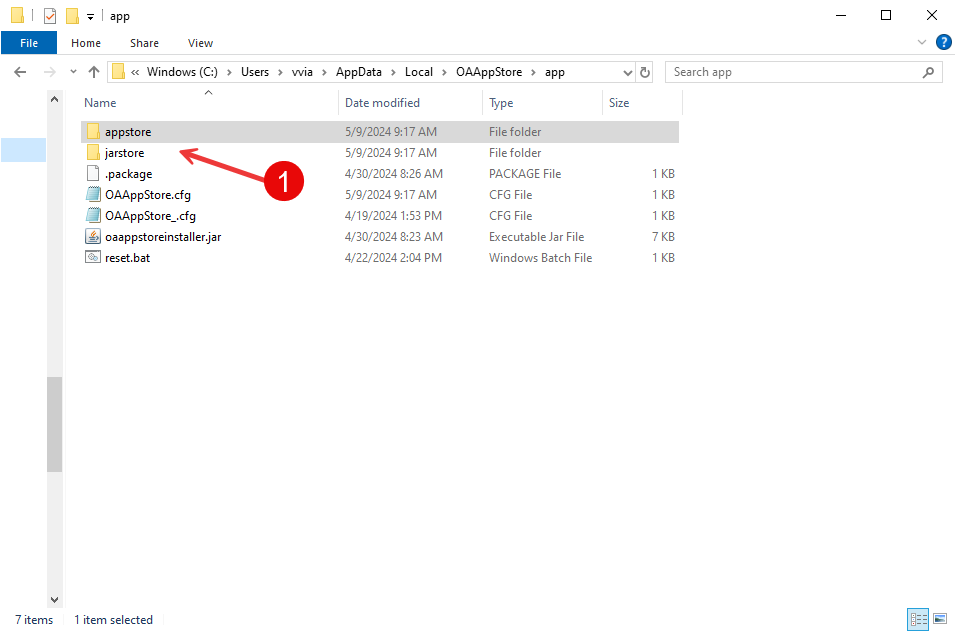 app
File Home Share View
« Windows (C:) > Users > vvia > AppData > Local > OAAppStore > app Search app
Name Date modified Type Size
appstore 5/9/2024 9:17 AM File folder
jarstore 5/9/2024 9:17 AM File folder
.package 4/30/2024 8:26 AM PACKAGE File 1 KB
1
OAAppStore.cfg 5/9/2024 9:17 AM CFG File 1 KB
OAAppStore_.cfg 4/19/2024 1:53 PM CFG File 1 KB
oaappstoreinstaller.jar 4/30/2024 8:23 AM Executable Jar File 7 KB
reset.bat 4/22/2024 2:04 PM Windows Batch File 1 KB
7 items 1 item selected